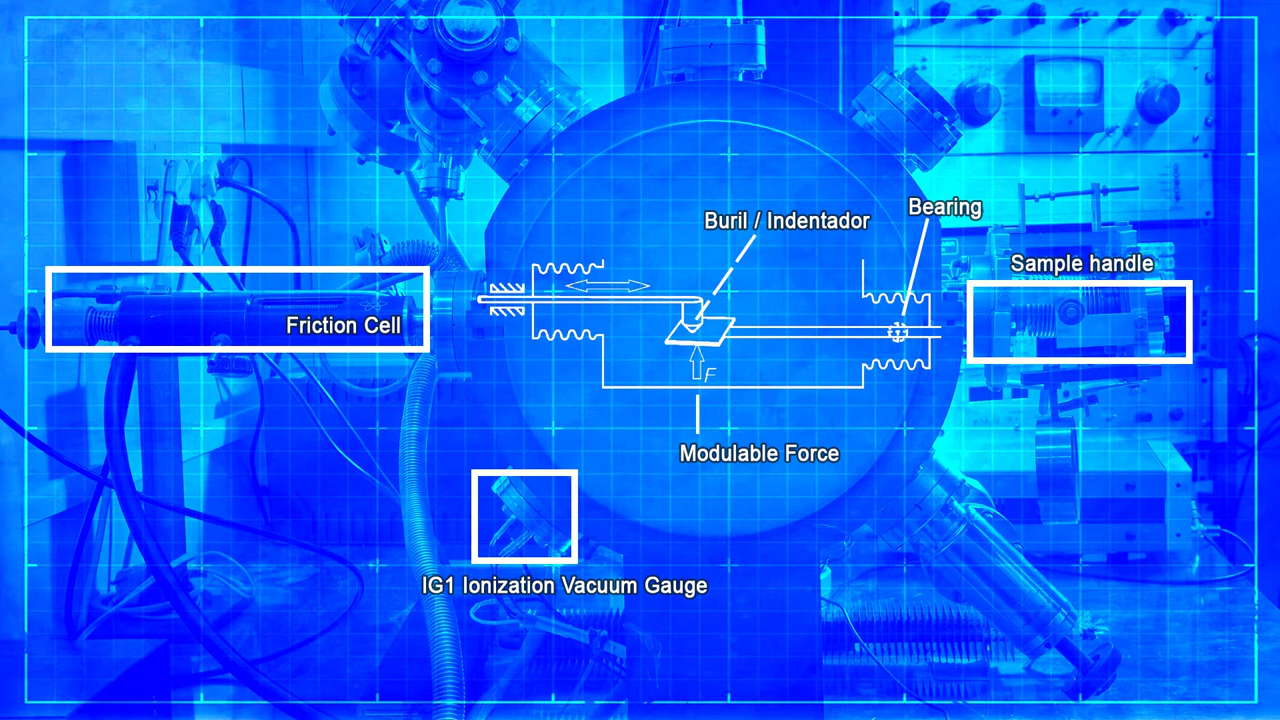 Buril / Indentador
Bearing
Sample handle
Friction Cell
F
Modulable Force
IG1 Ionization Vacuum Gauge